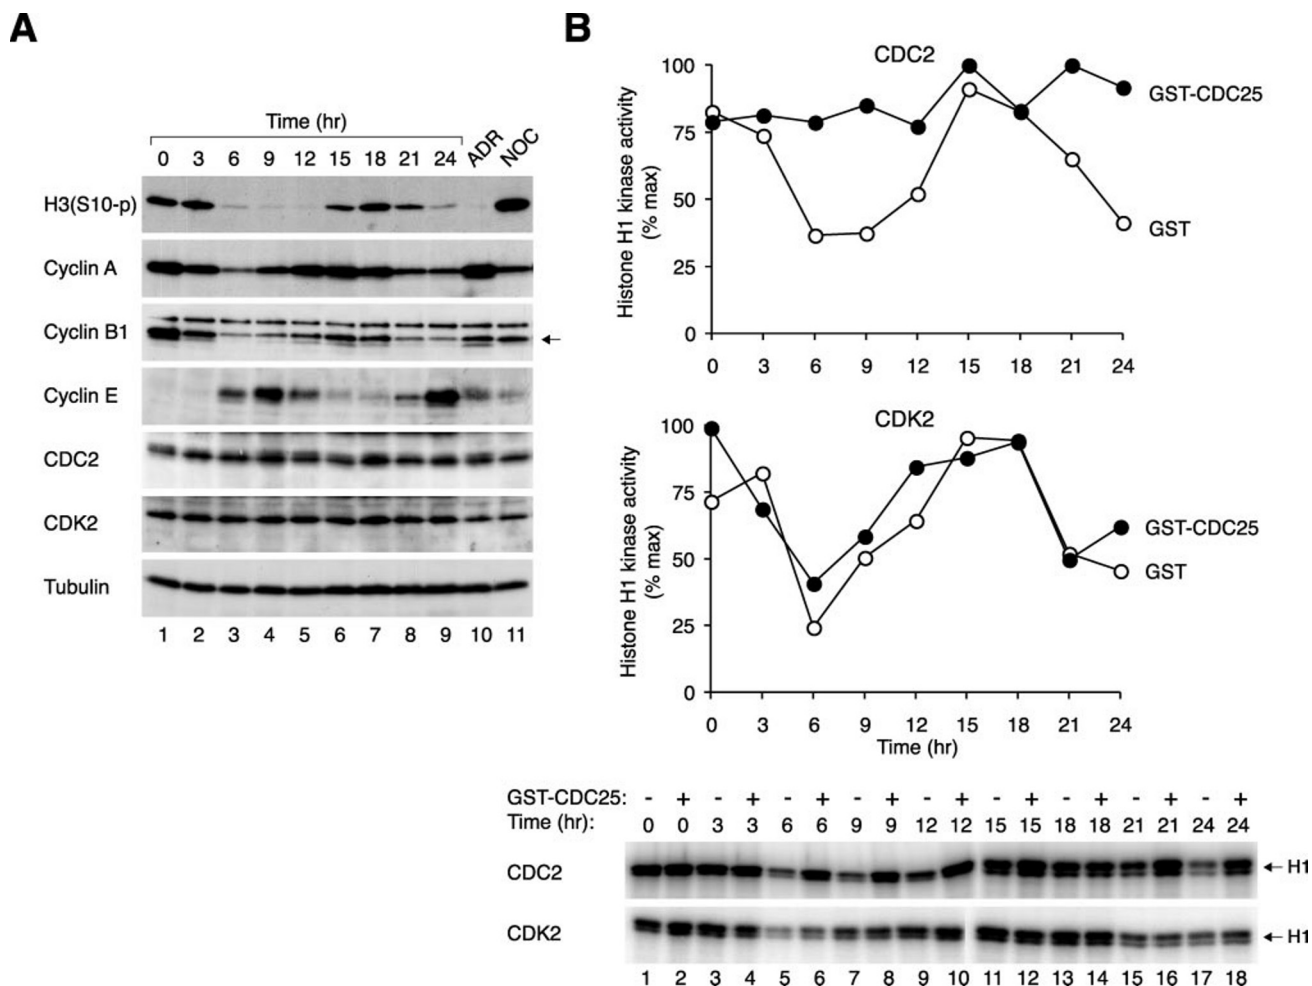 A
Time (hr)
0 3 6 9 12 15 18 21 24 ADR NOC
H3(S10-p)
Cyclin A
Cyclin B1 ←
Cyclin E
CDC2
CDK2
Tubulin
1 2 3 4 5 6 7 8 9 10 11
B
CDC2
Histone H1 kinase activity
(% max)
100
75
50
25
0
0 3 6 9 12 15 18 21 24
GST-CDC25
GST
CDK2
Histone H1 kinase activity
(% max)
100
75
50
25
0
0 3 6 9 12 15 18 21 24
Time (hr)
GST-CDC25
GST
GST-CDC25: - + - + - + - + - + - + - + - + - +
Time (hr): 0 0 3 3 6 6 9 9 12 12 15 15 18 18 21 21 24 24
CDC2 ← H1
CDK2 ← H1
1 2 3 4 5 6 7 8 9 10 11 12 13 14 15 16 17 18